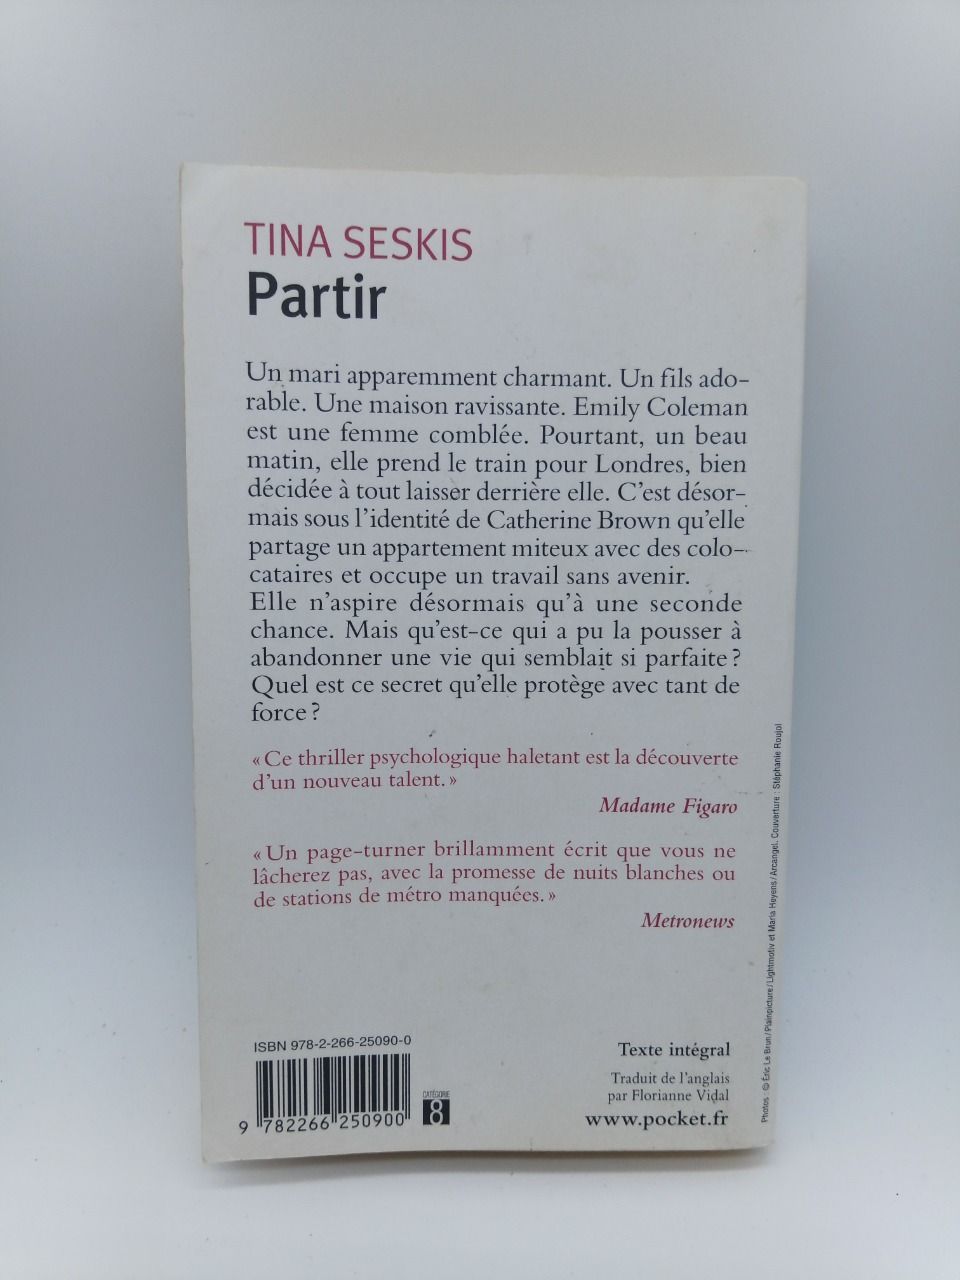 TINA SESKIS
Partir
Un mari apparemment charmant. Un fils ado-
rable. Une maison ravissante. Emily Coleman
est une femme comblée. Pourtant, un beau
matin, elle prend le train pour Londres, bien
décidée à tout laisser derrière elle. C'est désor-
mais sous l'identité de Catherine Brown qu'elle
partage un appartement miteux avec des colo-
cataires et occupe un travail sans avenir.
Elle n'aspire désormais qu'à une seconde
chance. Mais qu'est-ce qui a pu la pousser à
abandonner une vie qui semblait si parfaite ?
Quel est ce secret qu'elle protège avec tant de
force ?
« Ce thriller psychologique haletant est la découverte
d'un nouveau talent. »
Madame Figaro
« Un page-turner brillamment écrit que vous ne
lâcherez pas, avec la promesse de nuits blanches ou
de stations de métro manquées. »
Metronews
ISBN 978-2-266-25090-0
9 782266 250900
CATÉGORIE
8
Texte intégral
Traduit de l'anglais
par Florianne Vidal
www.pocket.fr
Photos : © Éric Le Brun / Plainpicture / Lightmotiv et Maria Heyens / Arcangel. Couverture : Stéphanie Roujol